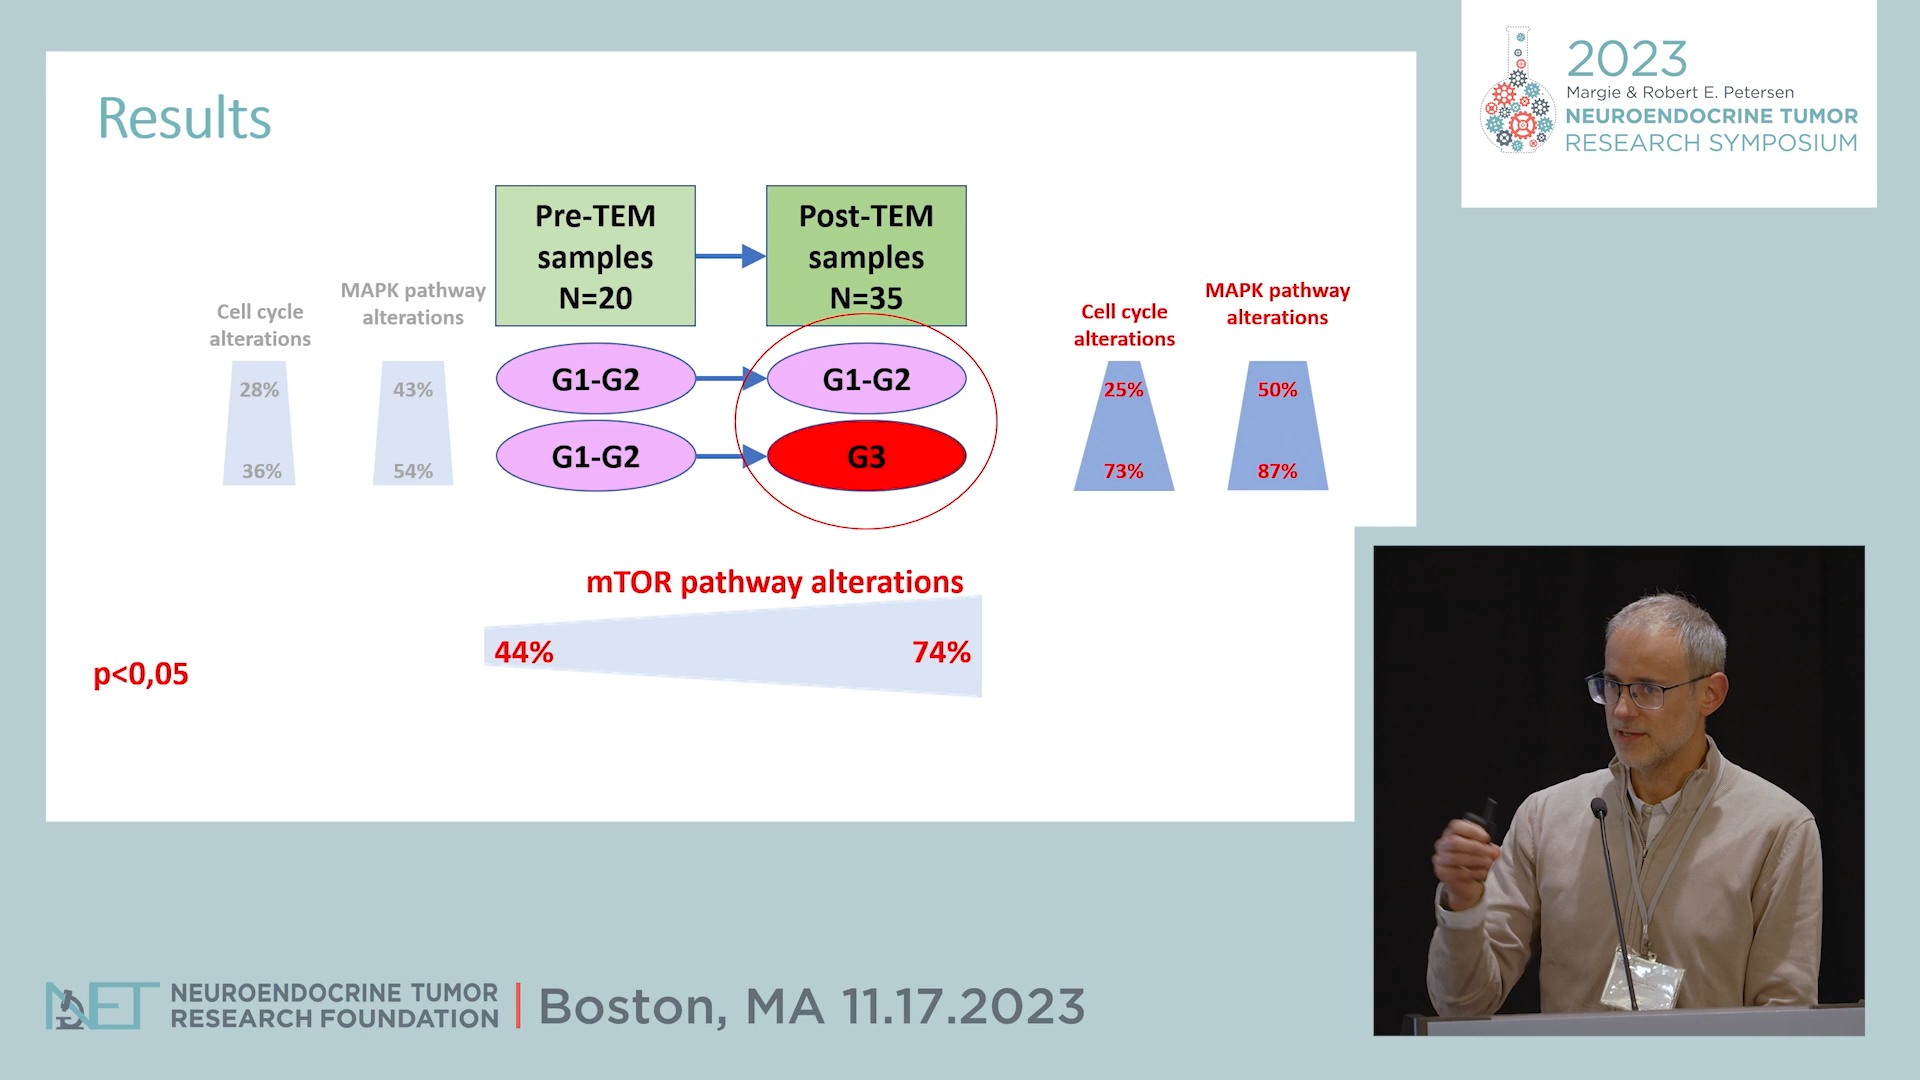 Results
Pre-TEM
samples
N=20
Post-TEM
samples
N=35
Cell cycle
alterations
28%
36%
MAPK pathway
alterations
43%
54%
G1-G2
G1-G2
G1-G2
G3
Cell cycle
alterations
25%
73%
MAPK pathway
alterations
50%
87%
mTOR pathway alterations
44%
74%
p<0,05
2023
Margie & Robert E. Petersen
NEUROENDOCRINE TUMOR
RESEARCH SYMPOSIUM
NET
NEUROENDOCRINE TUMOR
RESEARCH FOUNDATION
Boston, MA 11.17.2023